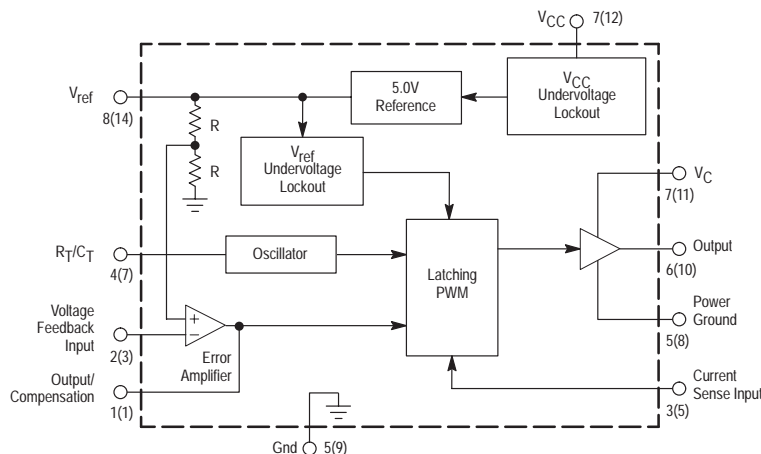 VCC 7(12)
Vref
8(14)
5.0V
Reference
VCC
Undervoltage
Lockout
R
R
Vref
Undervoltage
Lockout
VC
7(11)
RT/CT
4(7)
Oscillator
Latching
PWM
Output
6(10)
Voltage
Feedback
Input
2(3)
+
−
Error
Amplifier
Power
Ground
5(8)
Output/
Compensation
1(1)
Current
Sense Input
3(5)
Gnd 5(9)